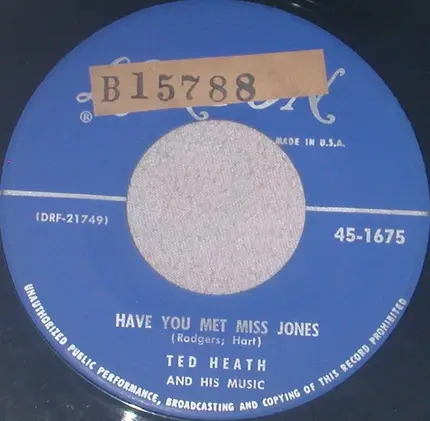 B15788
®
MADE IN U.S.A.
(DRF-21749)
45-1675
HAVE YOU MET MISS JONES
(Rodgers; Hart)
TED HEATH
AND HIS MUSIC
UNAUTHORIZED PUBLIC PERFORMANCE, BROADCASTING AND COPYING OF THIS RECORD PROHIBITED